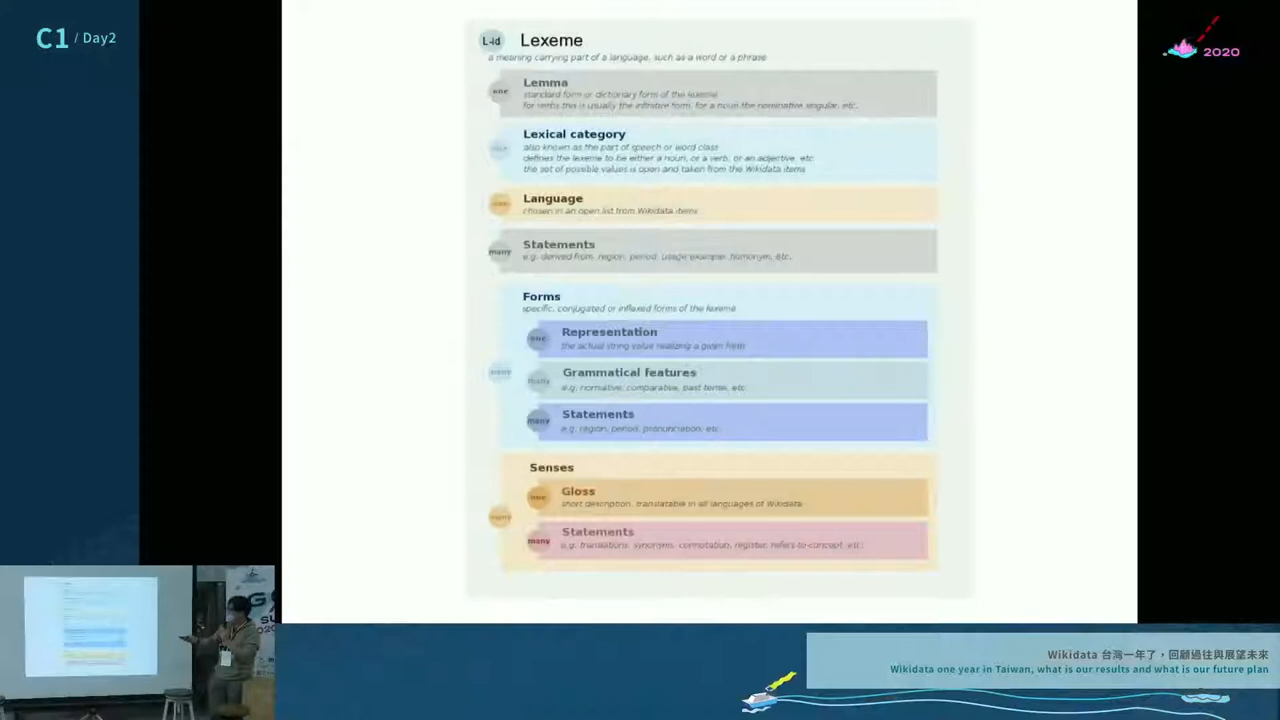 C1 / Day2
2020
L-id Lexeme
a meaning carrying part of a language, such as a word or a phrase
one
Lemma
standard form or dictionary form of the lexeme
for verbs this is usually the infinitive form, for a noun the nominative singular, etc.
Lexical category
also known as the part of speech or word class
defines the lexeme to be either a noun, or a verb, or an adjective, etc
the set of possible values is open and taken from the Wikidata items
Language
chosen in an open list from Wikidata items
many
Statements
e.g. derived from, region, period, usage example, homonym, etc.
Forms
specific, conjugated or inflexed forms of the lexeme
one
Representation
the actual string value realizing a given form
many
many
Grammatical features
e.g. normative, comparative, past tense, etc
many
Statements
e.g. region, period, pronunciation, etc.
Senses
one
Gloss
short description, translatable in all languages of Wikidata
many
many
Statements
e.g. translations, synonyms, connotation, register, refers-to-concept, etc.
Wikidata 台灣一年了，回顧過往與展望未來
Wikidata one year in Taiwan, what is our results and what is our future plan